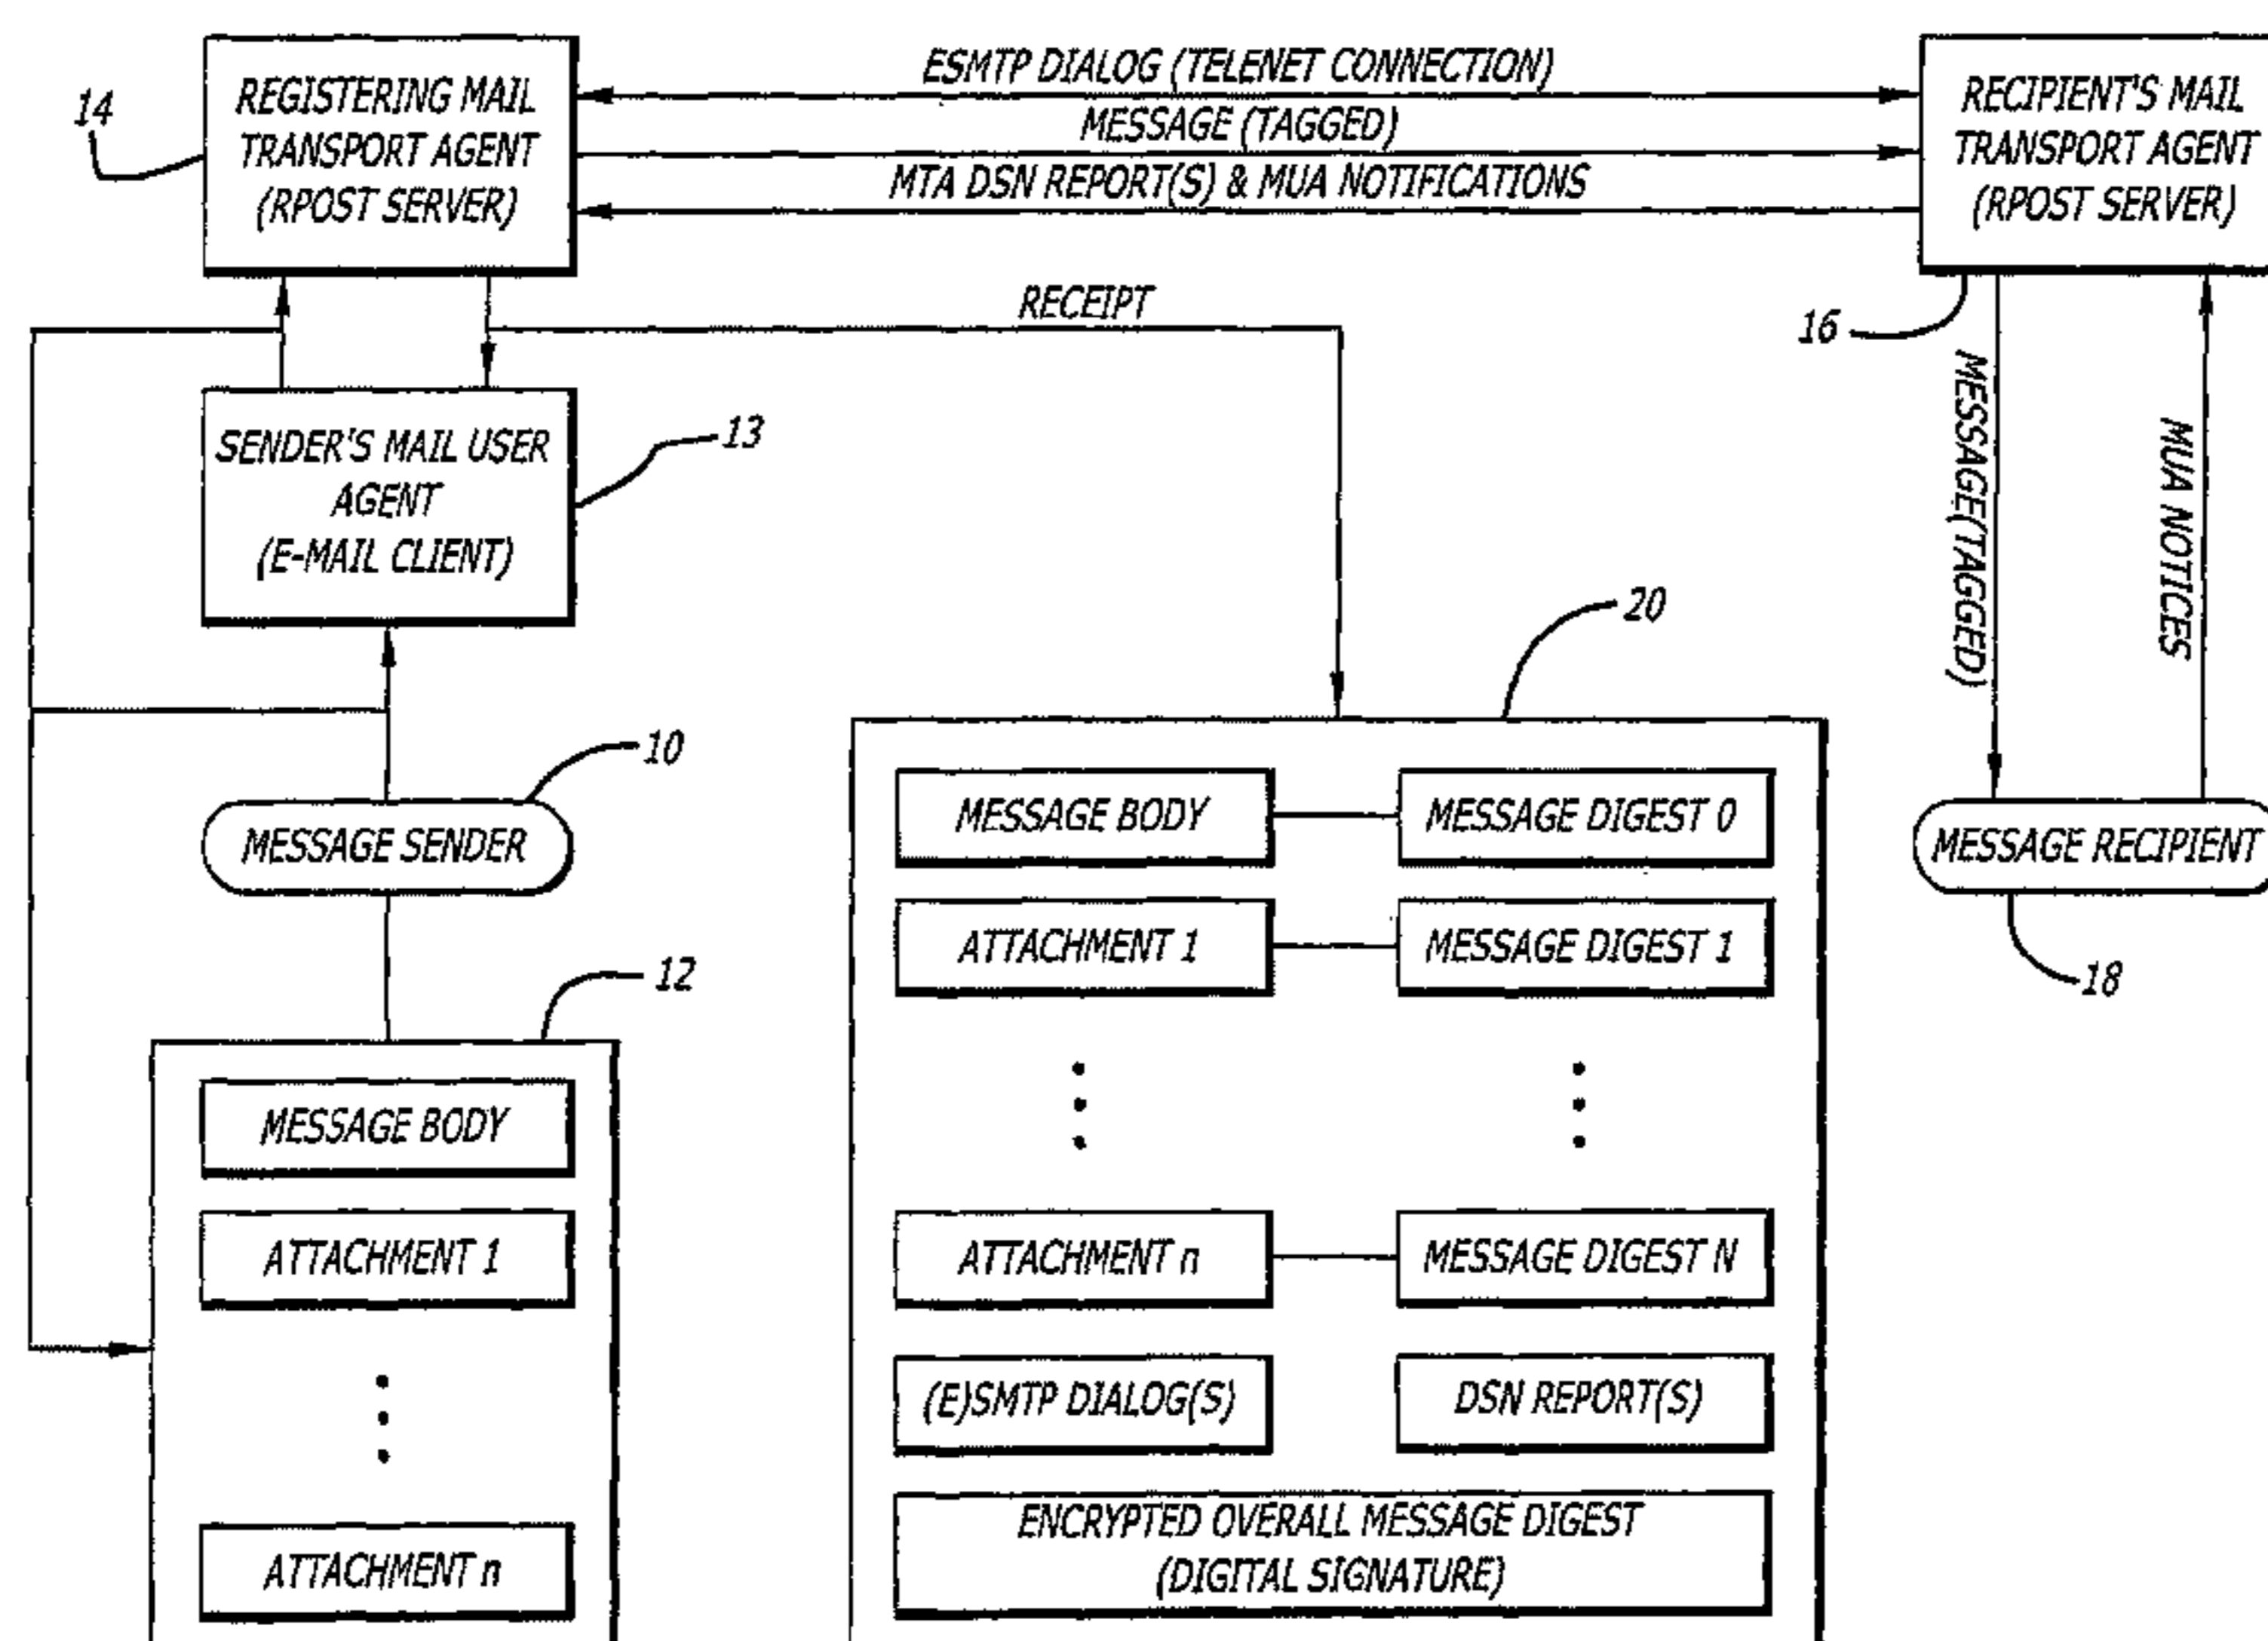 14
REGISTERING MAIL
TRANSPORT AGENT
(RPOST SERVER)
ESMTP DIALOG (TELENET CONNECTION)
MESSAGE (TAGGED)
MTA DSN REPORT(S) & MUA NOTIFICATIONS
RECIPIENT'S MAIL
TRANSPORT AGENT
(RPOST SERVER)
RECEIPT
16
SENDER'S MAIL USER
AGENT
(E-MAIL CLIENT)
13
MESSAGE(TAGGED)
MUA NOTICES
20
10
MESSAGE SENDER
MESSAGE RECIPIENT
18
12
MESSAGE BODY
ATTACHMENT 1
ATTACHMENT n
MESSAGE BODY
MESSAGE DIGEST 0
ATTACHMENT 1
MESSAGE DIGEST 1
ATTACHMENT n
MESSAGE DIGEST N
(E)SMTP DIALOG(S)
DSN REPORT(S)
ENCRYPTED OVERALL MESSAGE DIGEST
(DIGITAL SIGNATURE)